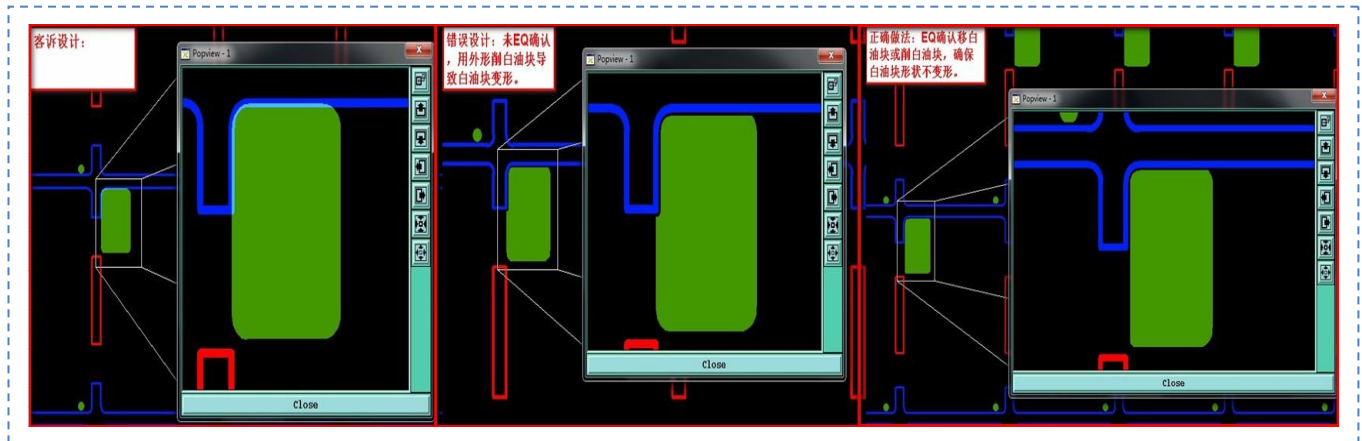 客诉设计:
Popview - 1
Close
错误设计: 未EQ确认
, 用外形削白油块导
致白油块变形。
Popview - 1
Close
正确做法: EQ确认移白
油块或削白油块, 确保
白油块形状不变形。
Popview - 1
Close